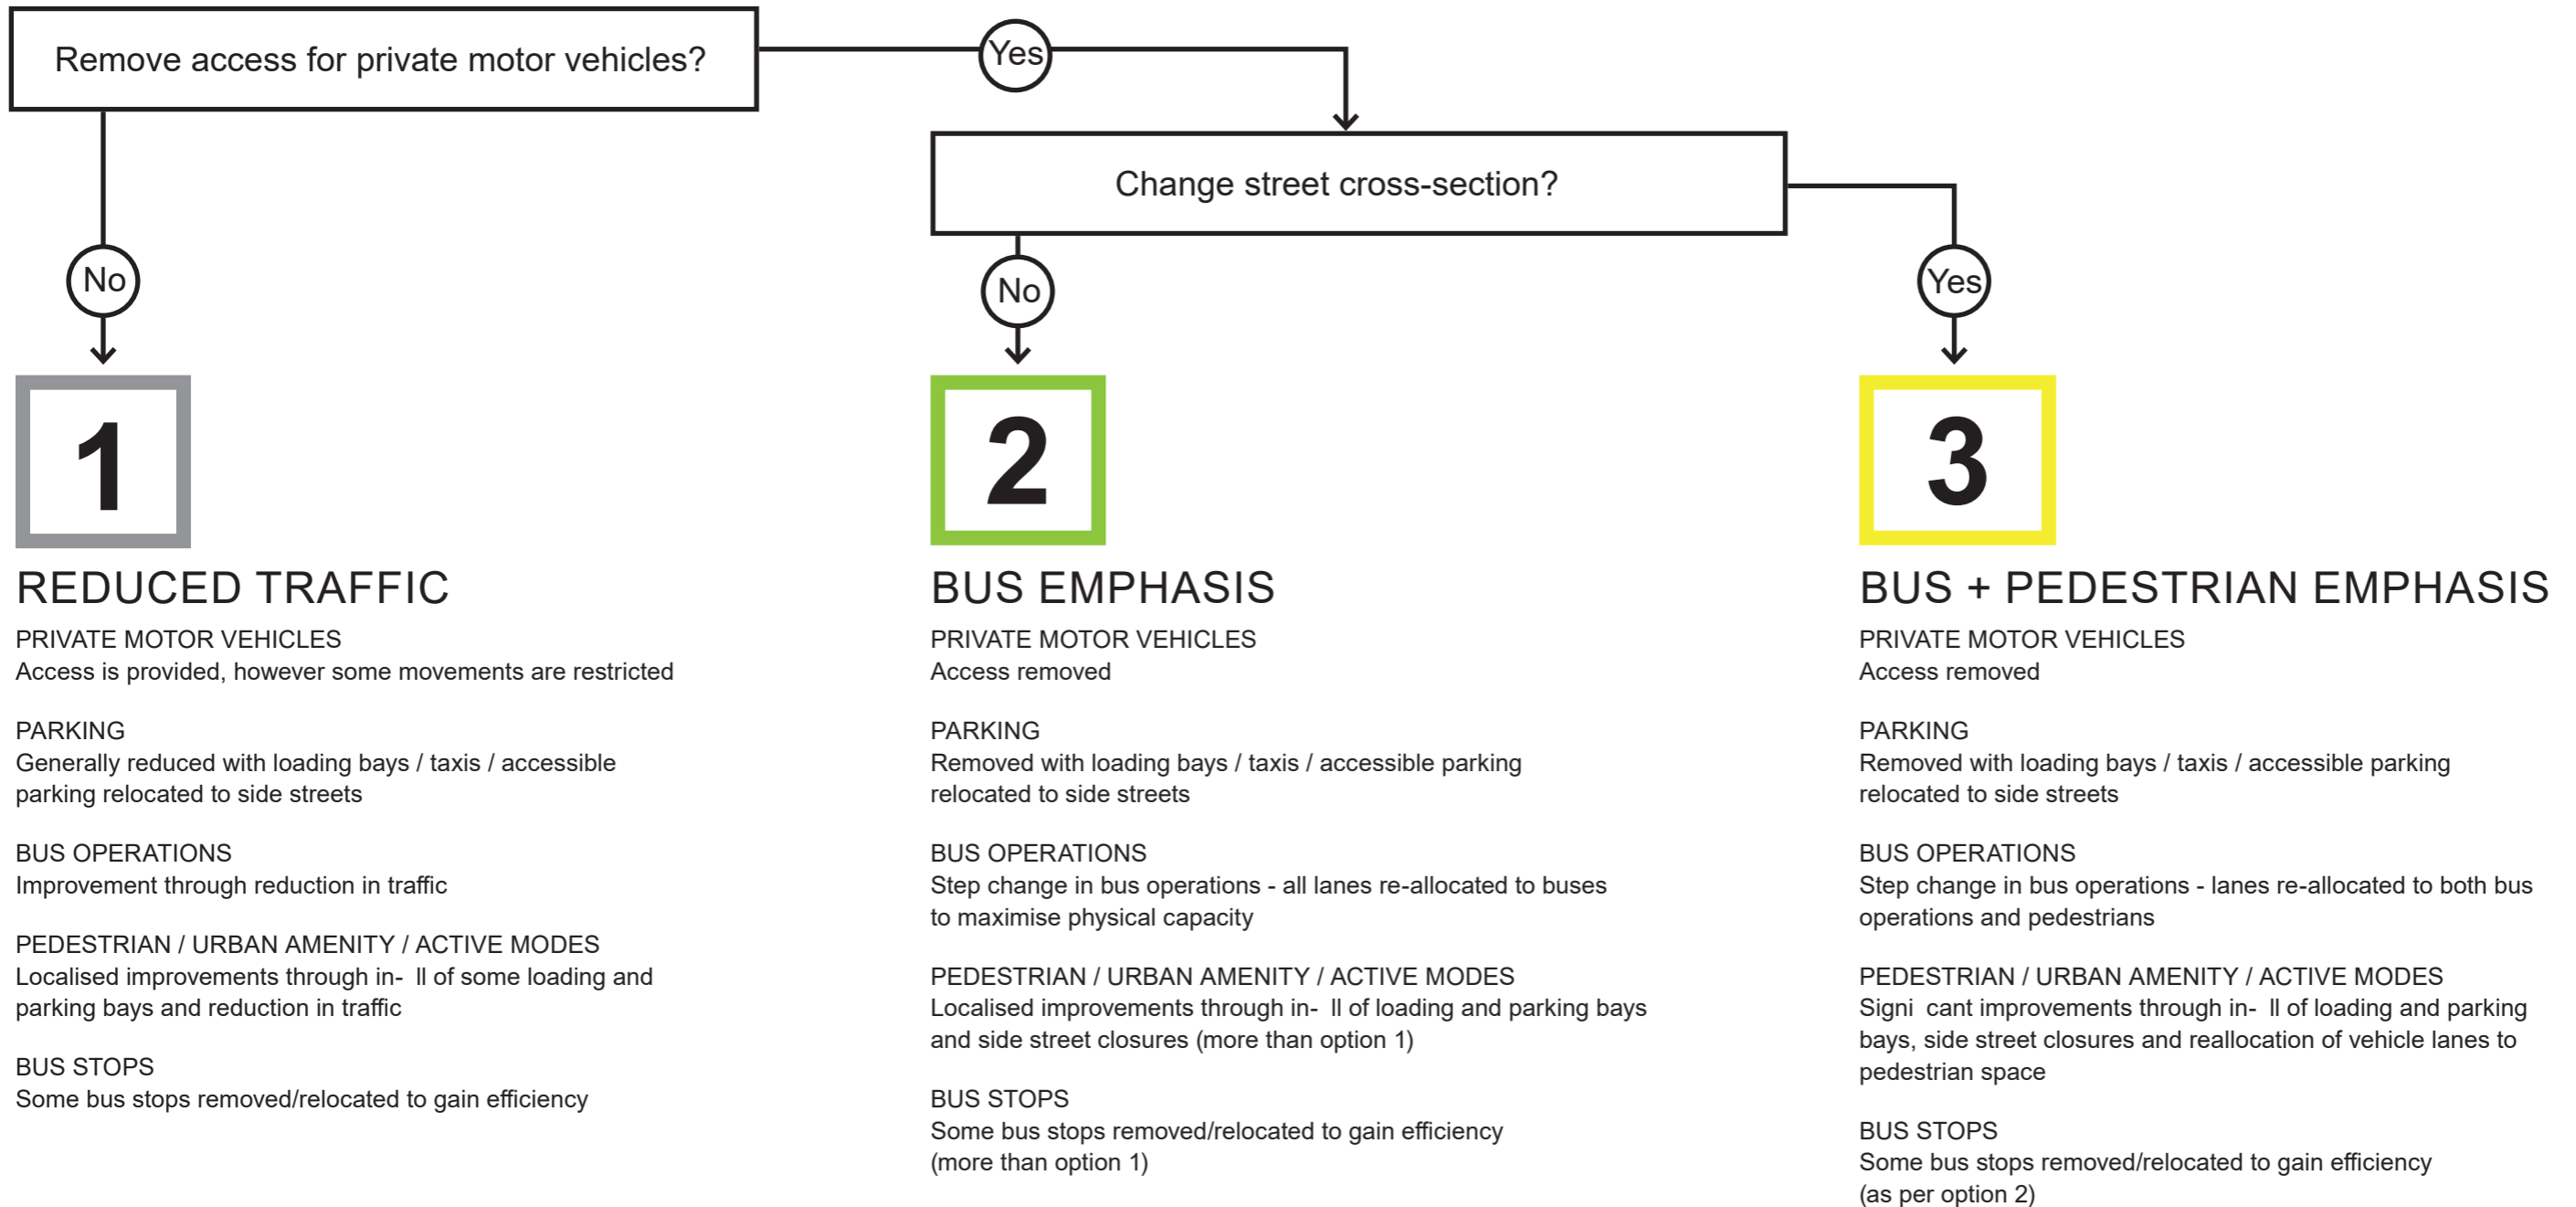 Remove access for private motor vehicles?
Yes
Change street cross-section?
No
No
Yes
1
REDUCED TRAFFIC
PRIVATE MOTOR VEHICLES
Access is provided, however some movements are restricted
PARKING
Generally reduced with loading bays / taxis / accessible
parking relocated to side streets
BUS OPERATIONS
Improvement through reduction in traffic
PEDESTRIAN / URBAN AMENITY / ACTIVE MODES
Localised improvements through in- ll of some loading and
parking bays and reduction in traffic
BUS STOPS
Some bus stops removed/relocated to gain efficiency
2
BUS EMPHASIS
PRIVATE MOTOR VEHICLES
Access removed
PARKING
Removed with loading bays / taxis / accessible parking
relocated to side streets
BUS OPERATIONS
Step change in bus operations - all lanes re-allocated to buses
to maximise physical capacity
PEDESTRIAN / URBAN AMENITY / ACTIVE MODES
Localised improvements through in- ll of loading and parking bays
and side street closures (more than option 1)
BUS STOPS
Some bus stops removed/relocated to gain efficiency
(more than option 1)
3
BUS + PEDESTRIAN EMPHASIS
PRIVATE MOTOR VEHICLES
Access removed
PARKING
Removed with loading bays / taxis / accessible parking
relocated to side streets
BUS OPERATIONS
Step change in bus operations - lanes re-allocated to both bus
operations and pedestrians
PEDESTRIAN / URBAN AMENITY / ACTIVE MODES
Signi cant improvements through in- ll of loading and parking
bays, side street closures and reallocation of vehicle lanes to
pedestrian space
BUS STOPS
Some bus stops removed/relocated to gain efficiency
(as per option 2)